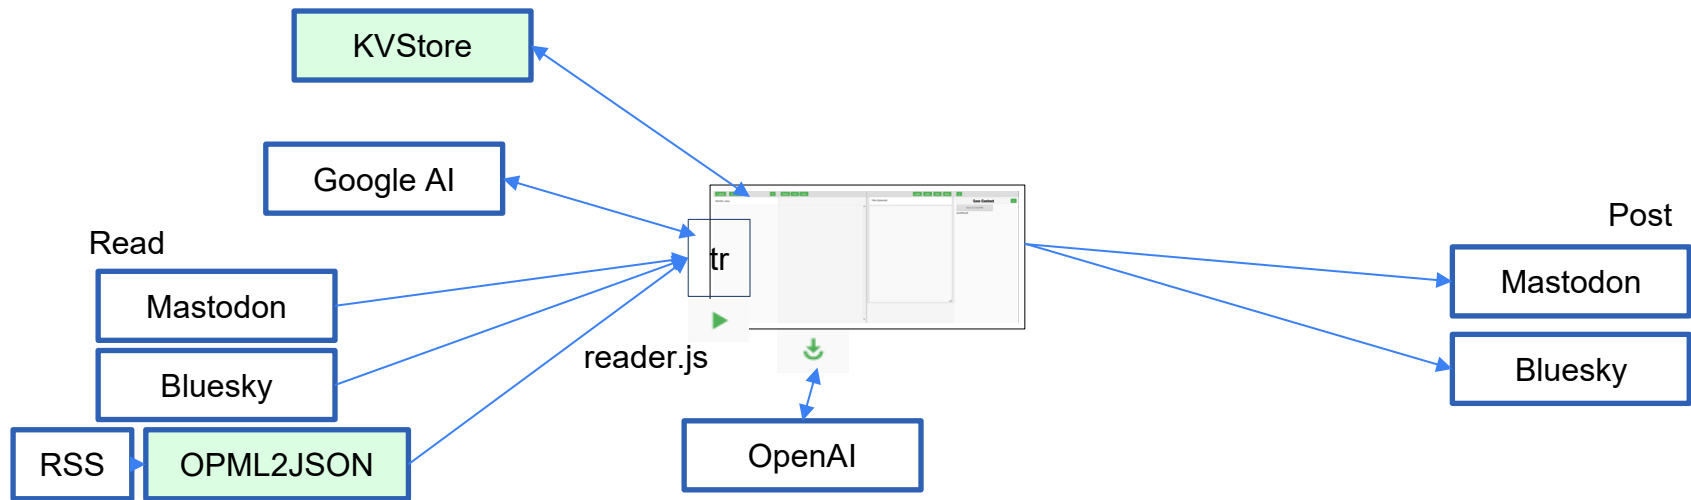 KVStore
Google AI
Read
Post
tr
Mastodon
Mastodon
reader.js
Bluesky
Bluesky
RSS
OPML2JSON
OpenAI